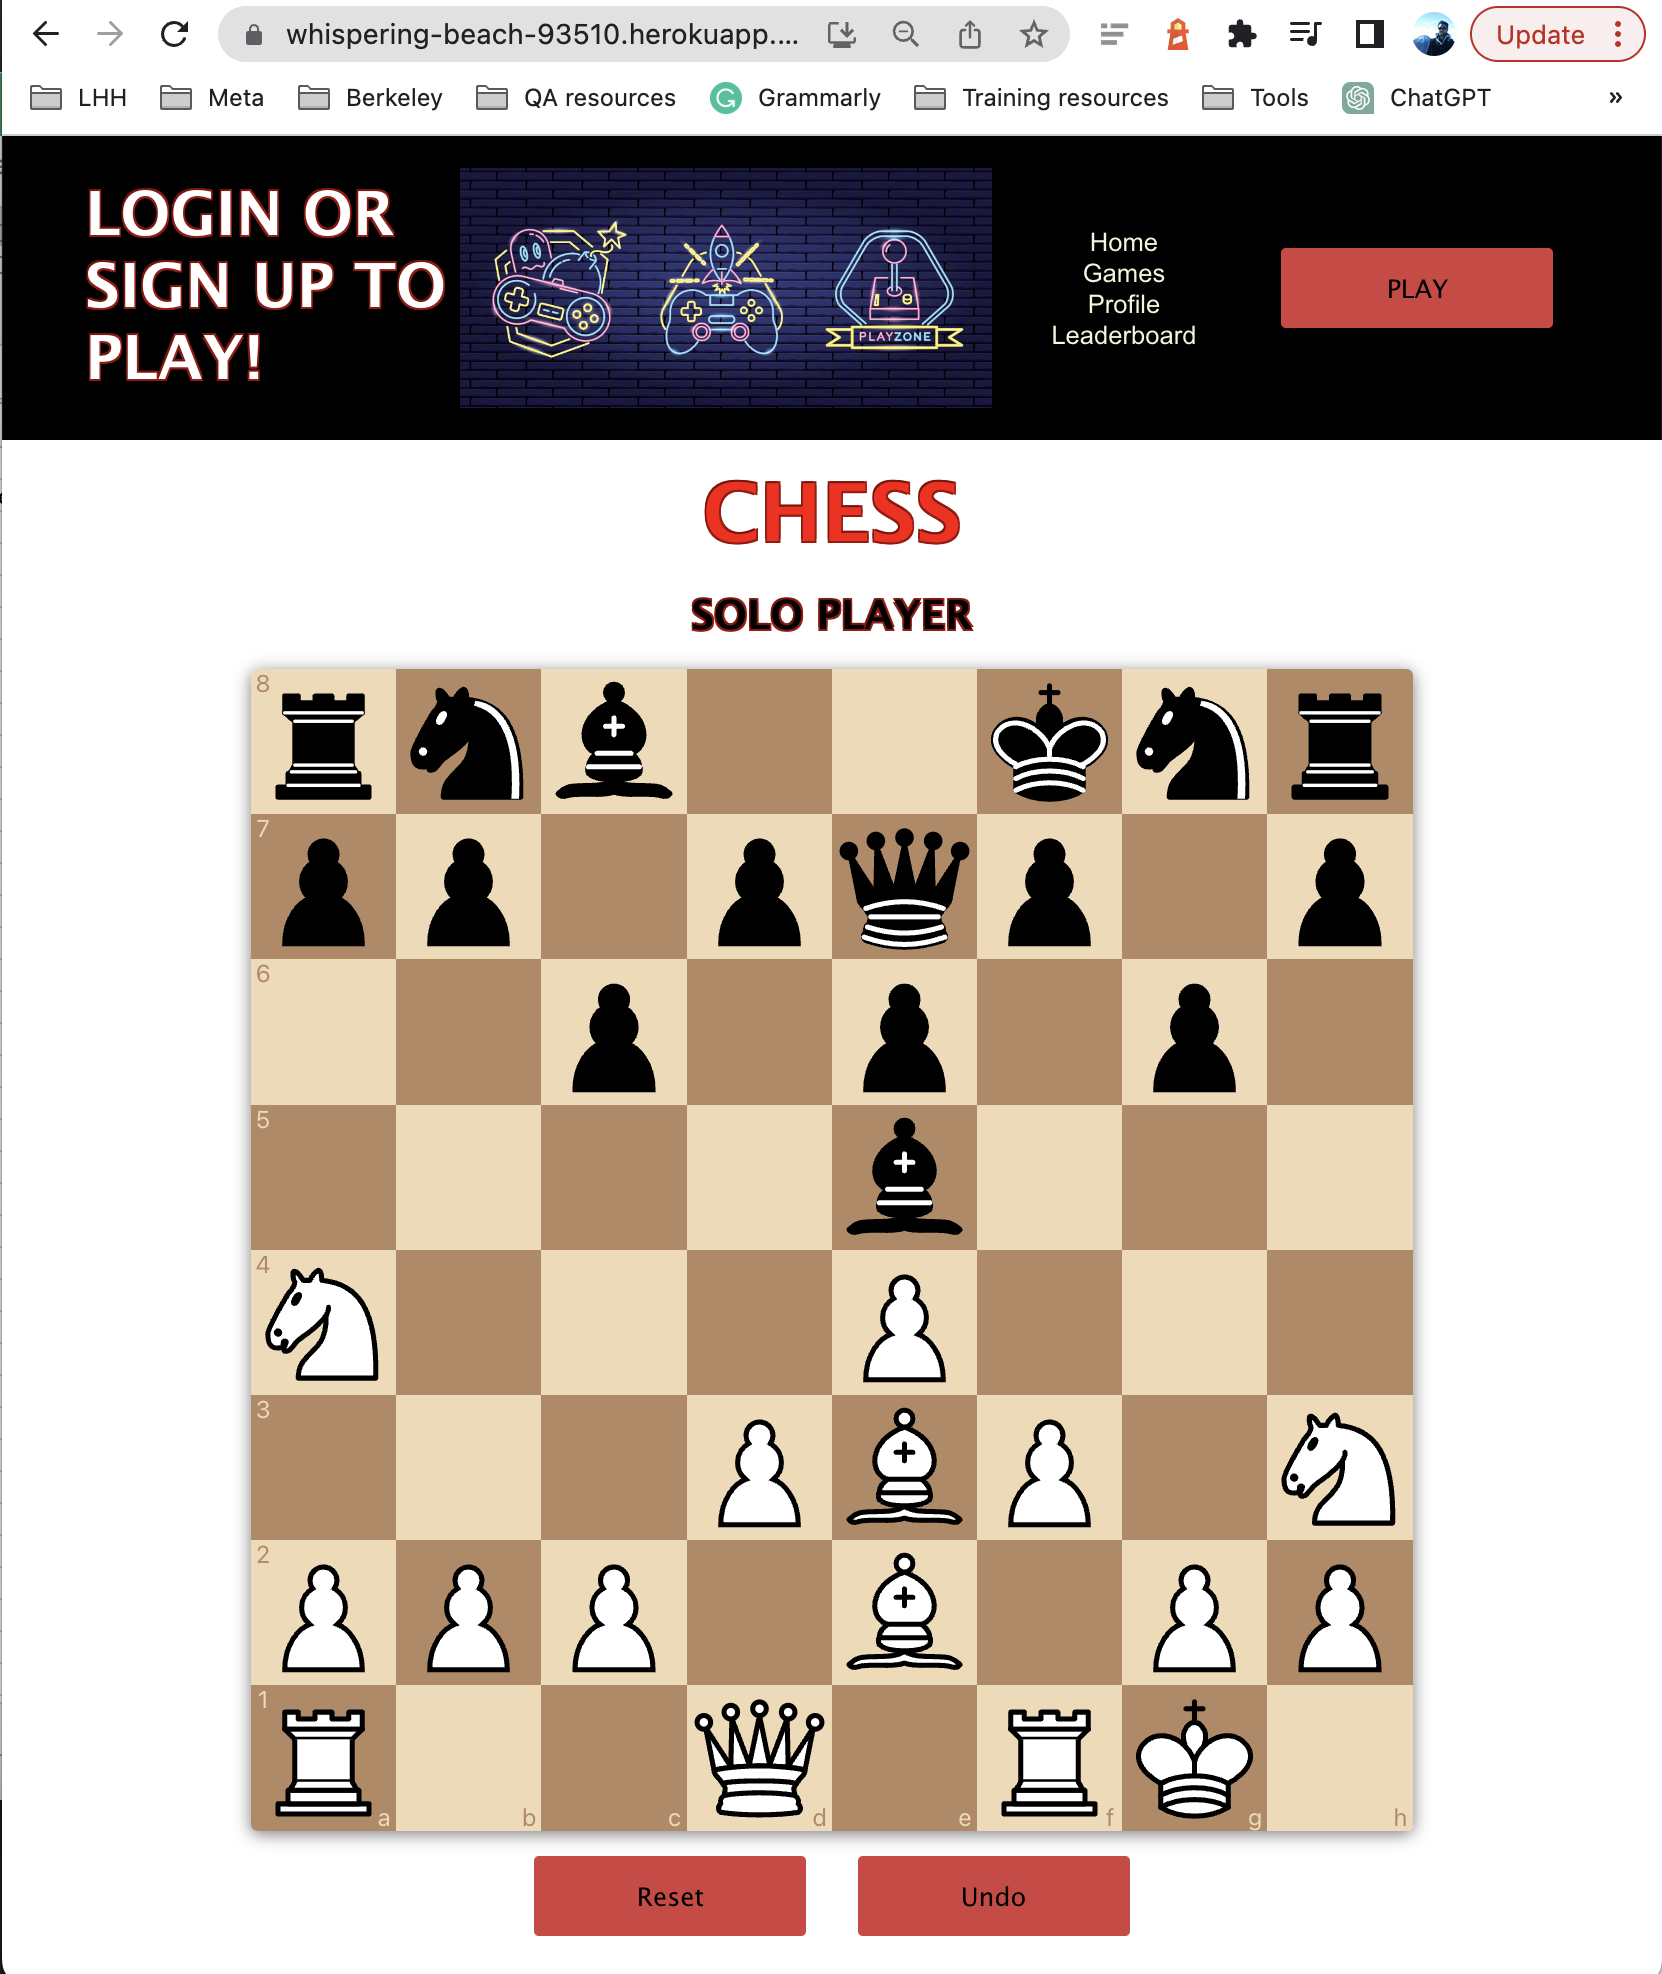 whispering-beach-93510.herokuapp....
Update
LHH
Meta
Berkeley
QA resources
Grammarly
Training resources
Tools
ChatGPT
»
LOGIN OR
SIGN UP TO
PLAY!
PLAYZONE
Home
Games
Profile
Leaderboard
PLAY
CHESS
SOLO PLAYER
8
7
6
5
4
3
2
1
a b c d e f g h
Reset
Undo